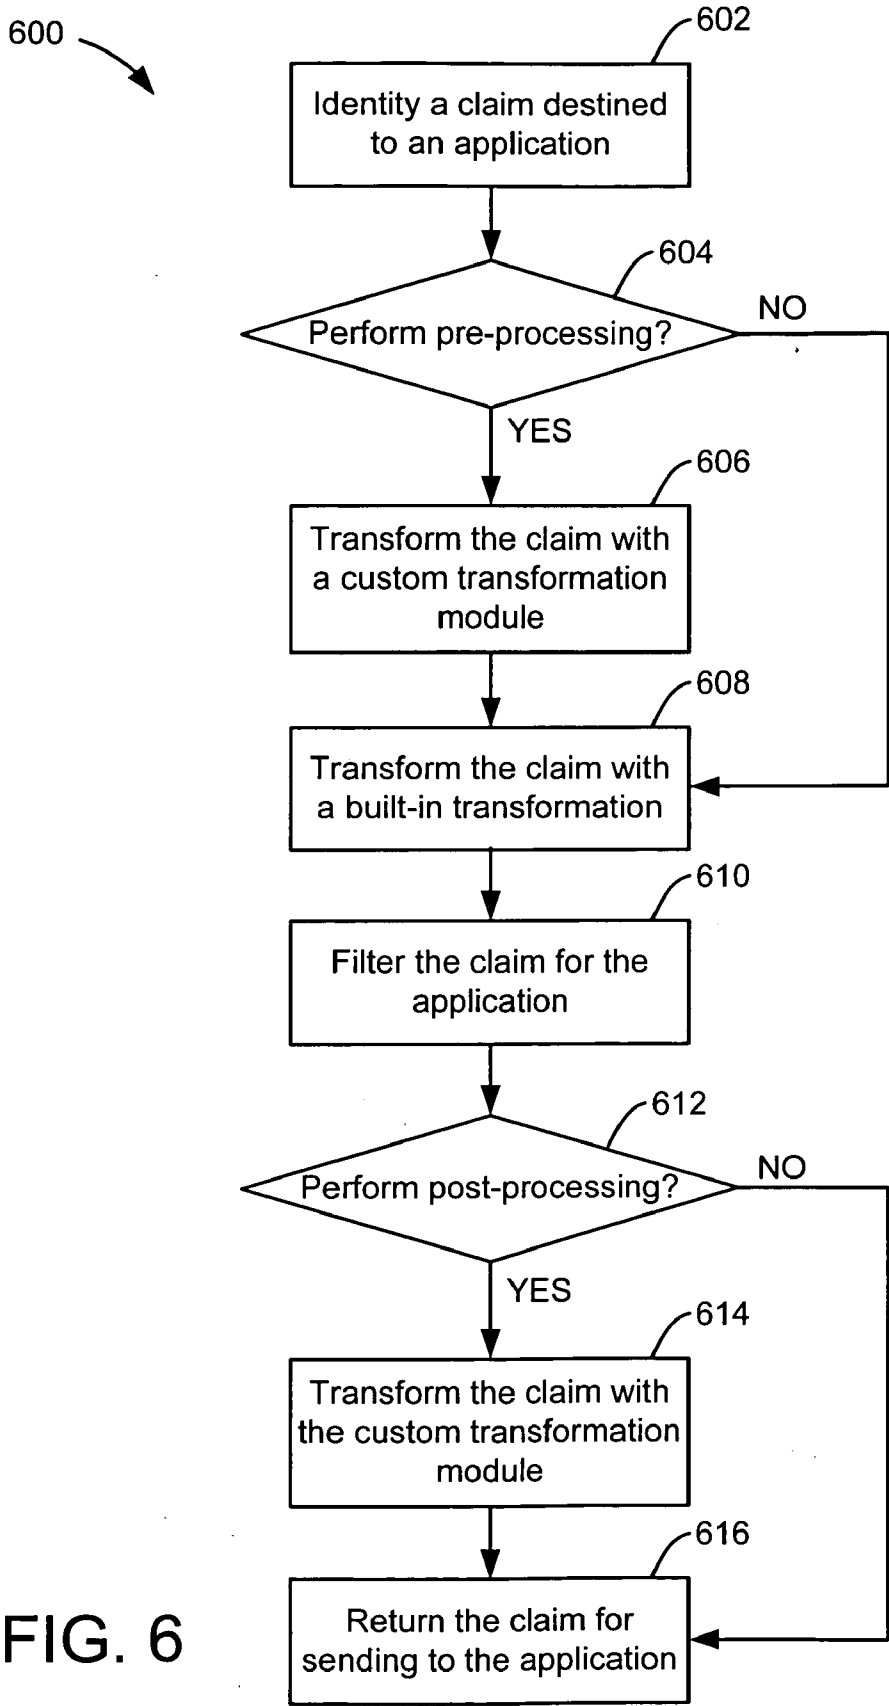 600
602
Identity a claim destined
to an application
604
Perform pre-processing?
NO
YES
606
Transform the claim with
a custom transformation
module
608
Transform the claim with
a built-in transformation
610
Filter the claim for the
application
612
Perform post-processing?
NO
YES
614
Transform the claim with
the custom transformation
module
616
Return the claim for
sending to the application
FIG. 6